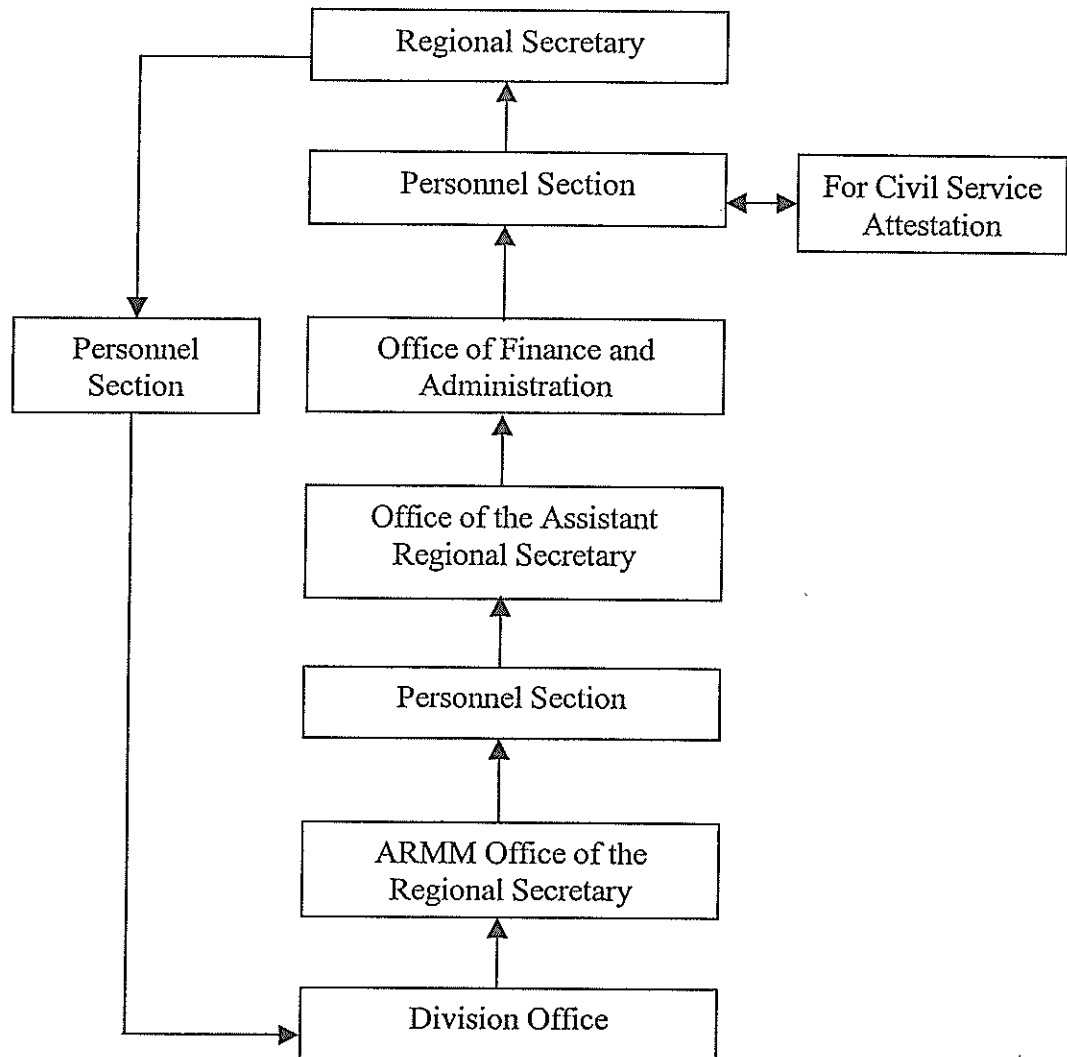 Regional Secretary
Personnel Section
For Civil Service
Attestation
Personnel
Section
Office of Finance and
Administration
Office of the Assistant
Regional Secretary
Personnel Section
ARMM Office of the
Regional Secretary
Division Office